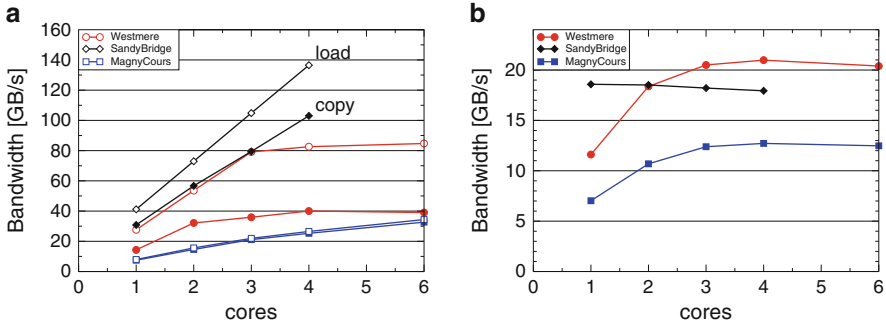 a
Westmere
SandyBridge
MagnyCours
load
copy
Bandwidth [GB/s]
160
140
120
100
80
60
40
20
0
0 1 2 3 4 5 6
cores
b
Westmere
SandyBridge
MagnyCours
Bandwidth [GB/s]
20
15
10
5
0
0 1 2 3 4 5 6
cores